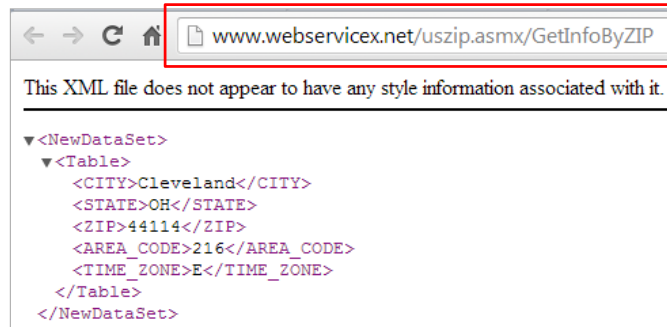 www.webservicex.net/uszip.asmx/GetInfoByZIP
This XML file does not appear to have any style information associated with it.
▼<NewDataSet>
▼<Table>
<CITY>Cleveland</CITY>
<STATE>OH</STATE>
<ZIP>44114</ZIP>
<AREA_CODE>216</AREA_CODE>
<TIME_ZONE>E</TIME_ZONE>
</Table>
</NewDataSet>